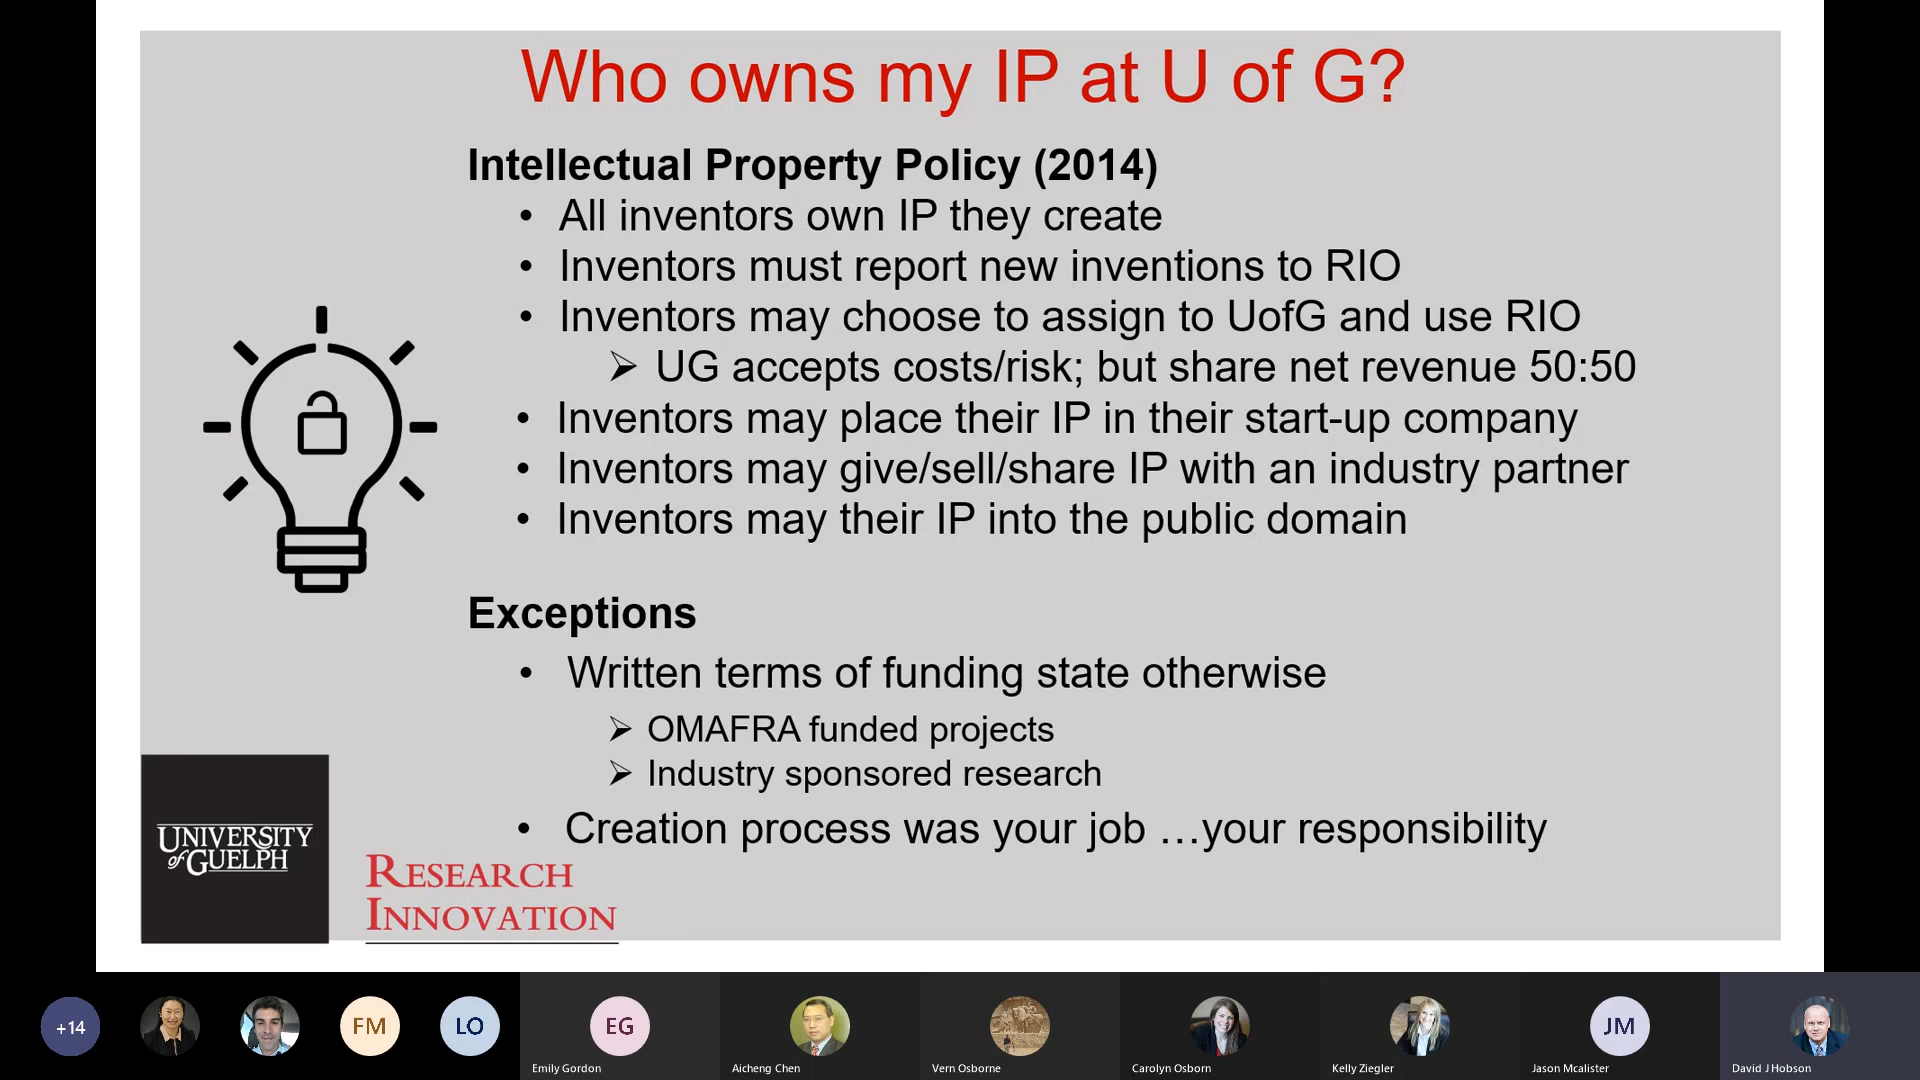 Who owns my IP at U of G?
Intellectual Property Policy (2014)
• All inventors own IP they create
• Inventors must report new inventions to RIO
• Inventors may choose to assign to UofG and use RIO
➢ UG accepts costs/risk; but share net revenue 50:50
• Inventors may place their IP in their start-up company
• Inventors may give/sell/share IP with an industry partner
• Inventors may their IP into the public domain
Exceptions
• Written terms of funding state otherwise
➢ OMAFRA funded projects
➢ Industry sponsored research
• Creation process was your job …your responsibility
UNIVERSITY
of GUELPH
RESEARCH
INNOVATION
+14
FM
LO
EG
JM
Emily Gordon
Aicheng Chen
Vern Osborne
Carolyn Osborn
Kelly Ziegler
Jason Mcalister
David J Hobson